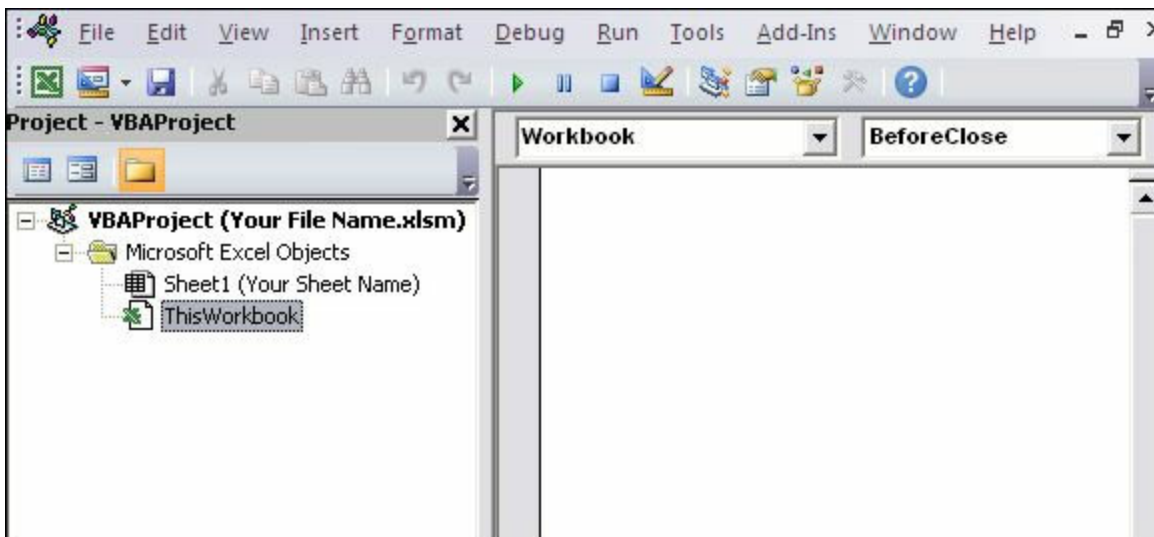 File Edit View Insert Format Debug Run Tools Add-Ins Window Help
Project - VBAProject
Workbook BeforeClose
VBAProject (Your File Name.xlsm)
Microsoft Excel Objects
Sheet1 (Your Sheet Name)
ThisWorkbook